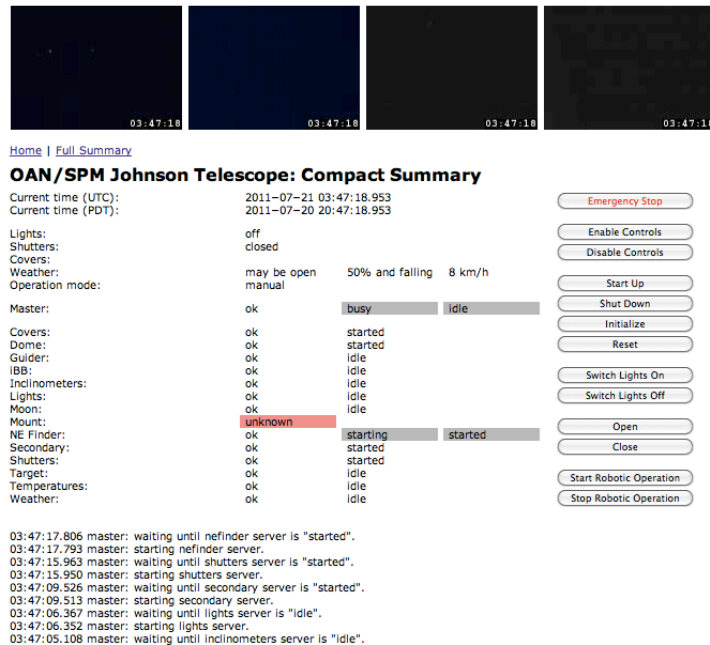 03:47:18 03:47:18 03:47:18 03:47:18
Home | Full Summary
OAN/SPM Johnson Telescope: Compact Summary
Current time (UTC): 2011-07-21 03:47:18.953
Current time (PDT): 2011-07-20 20:47:18.953
Emergency Stop
Lights: off
Enable Controls
Shutters: closed
Disable Controls
Covers:
Weather: may be open 50% and falling 8 km/h
Operation mode: manual
Start Up
Master: ok busy idle
Shut Down
Initialize
Covers: ok started
Dome: ok started
Reset
Guider: ok idle
iBB: ok idle
Switch Lights On
Inclinometers: ok idle
Lights: ok idle
Switch Lights Off
Moon: ok idle
Mount: unknown
Open
NE Finder: ok starting started
Secondary: ok started
Close
Shutters: ok started
Target: ok idle
Start Robotic Operation
Temperatures: ok idle
Weather: ok idle
Stop Robotic Operation
03:47:17.806 master: waiting until nefinder server is "started".
03:47:17.793 master: starting nefinder server.
03:47:15.963 master: waiting until shutters server is "started".
03:47:15.950 master: starting shutters server.
03:47:09.526 master: waiting until secondary server is "started".
03:47:09.513 master: starting secondary server.
03:47:06.367 master: waiting until lights server is "idle".
03:47:06.352 master: starting lights server.
03:47:05.108 master: waiting until inclinometers server is "idle".